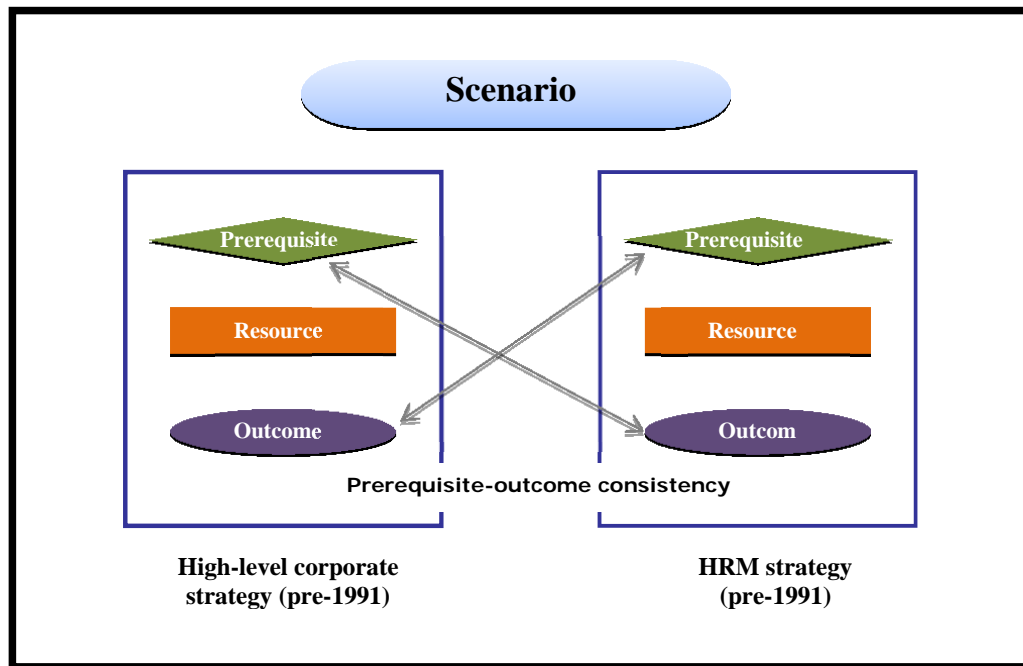 Scenario
Prerequisite
Resource
Outcome
Prerequisite
Resource
Outcom
Prerequisite-outcome consistency
High-level corporate
strategy (pre-1991)
HRM strategy
(pre-1991)